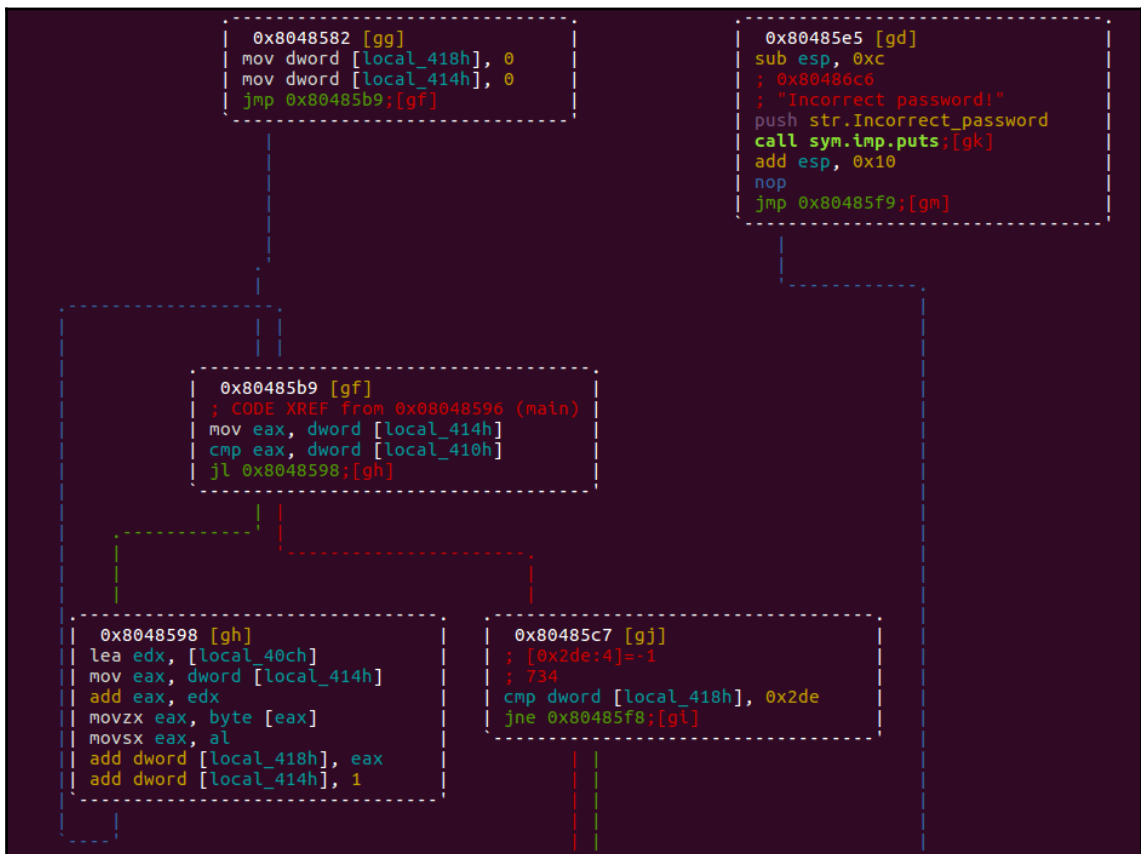 0x8048582 [gg]
mov dword [local_418h], 0
mov dword [local_414h], 0
jmp 0x80485b9;[gf]
0x80485e5 [gd]
sub esp, 0xc
; 0x80486c6
; "Incorrect password!"
push str.Incorrect_password
call sym.imp.puts;[gk]
add esp, 0x10
nop
jmp 0x80485f9;[gm]
0x80485b9 [gf]
; CODE XREF from 0x08048596 (main)
mov eax, dword [local_414h]
cmp eax, dword [local_410h]
jl 0x8048598;[gh]
0x8048598 [gh]
lea edx, [local_40ch]
mov eax, dword [local_414h]
add eax, edx
movzx eax, byte [eax]
movsx eax, al
add dword [local_418h], eax
add dword [local_414h], 1
0x80485c7 [gj]
; [0x2de:4]=-1
; 734
cmp dword [local_418h], 0x2de
jne 0x80485f8;[gi]